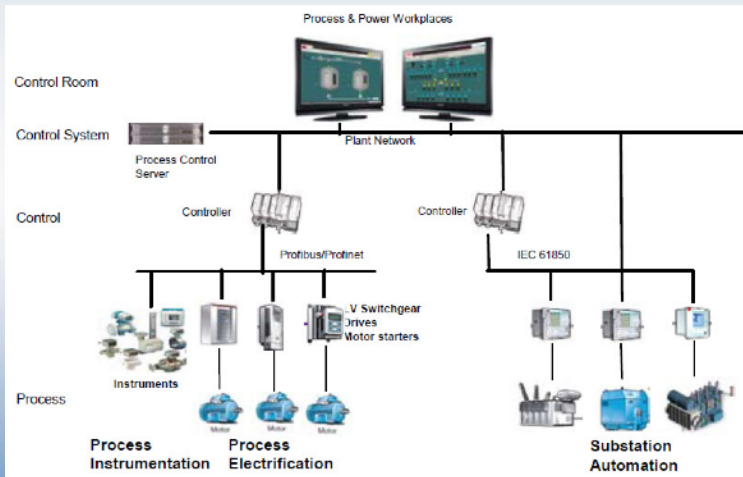 Process & Power Workplaces
Control Room
Control System
Plant Network
Process Control
Server
Control
Controller
Controller
Profibus/Profinet
IEC 61850
LV Switchgear
Drives
Motor starters
Instruments
Process
Motor
Motor
Motor
Process
Instrumentation
Process
Electrification
Substation
Automation